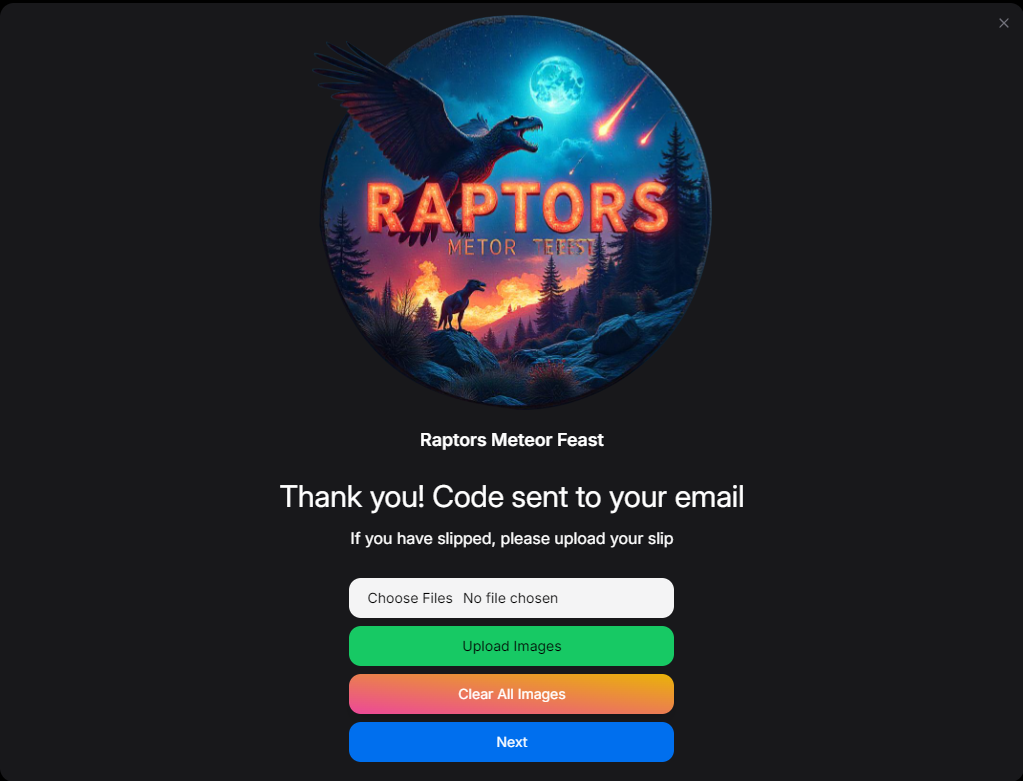 RAPTORS
METOR
Raptors Meteor Feast
Thank you! Code sent to your email
If you have slipped, please upload your slip
Choose Files No file chosen
Upload Images
Clear All Images
Next